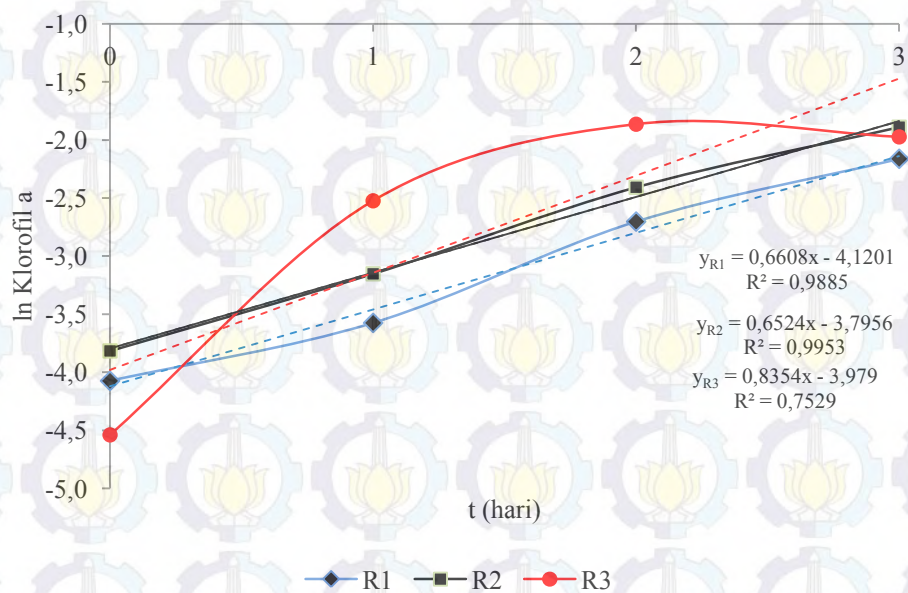 -1,0
0 1 2 3
-1,5
-2,0
-2,5
-3,0
-3,5
-4,0
-4,5
-5,0
ln Klorofil a
t (hari)
yR1 = 0,6608x - 4,1201
R² = 0,9885
yR2 = 0,6524x - 3,7956
R² = 0,9953
yR3 = 0,8354x - 3,979
R² = 0,7529
R1 R2 R3